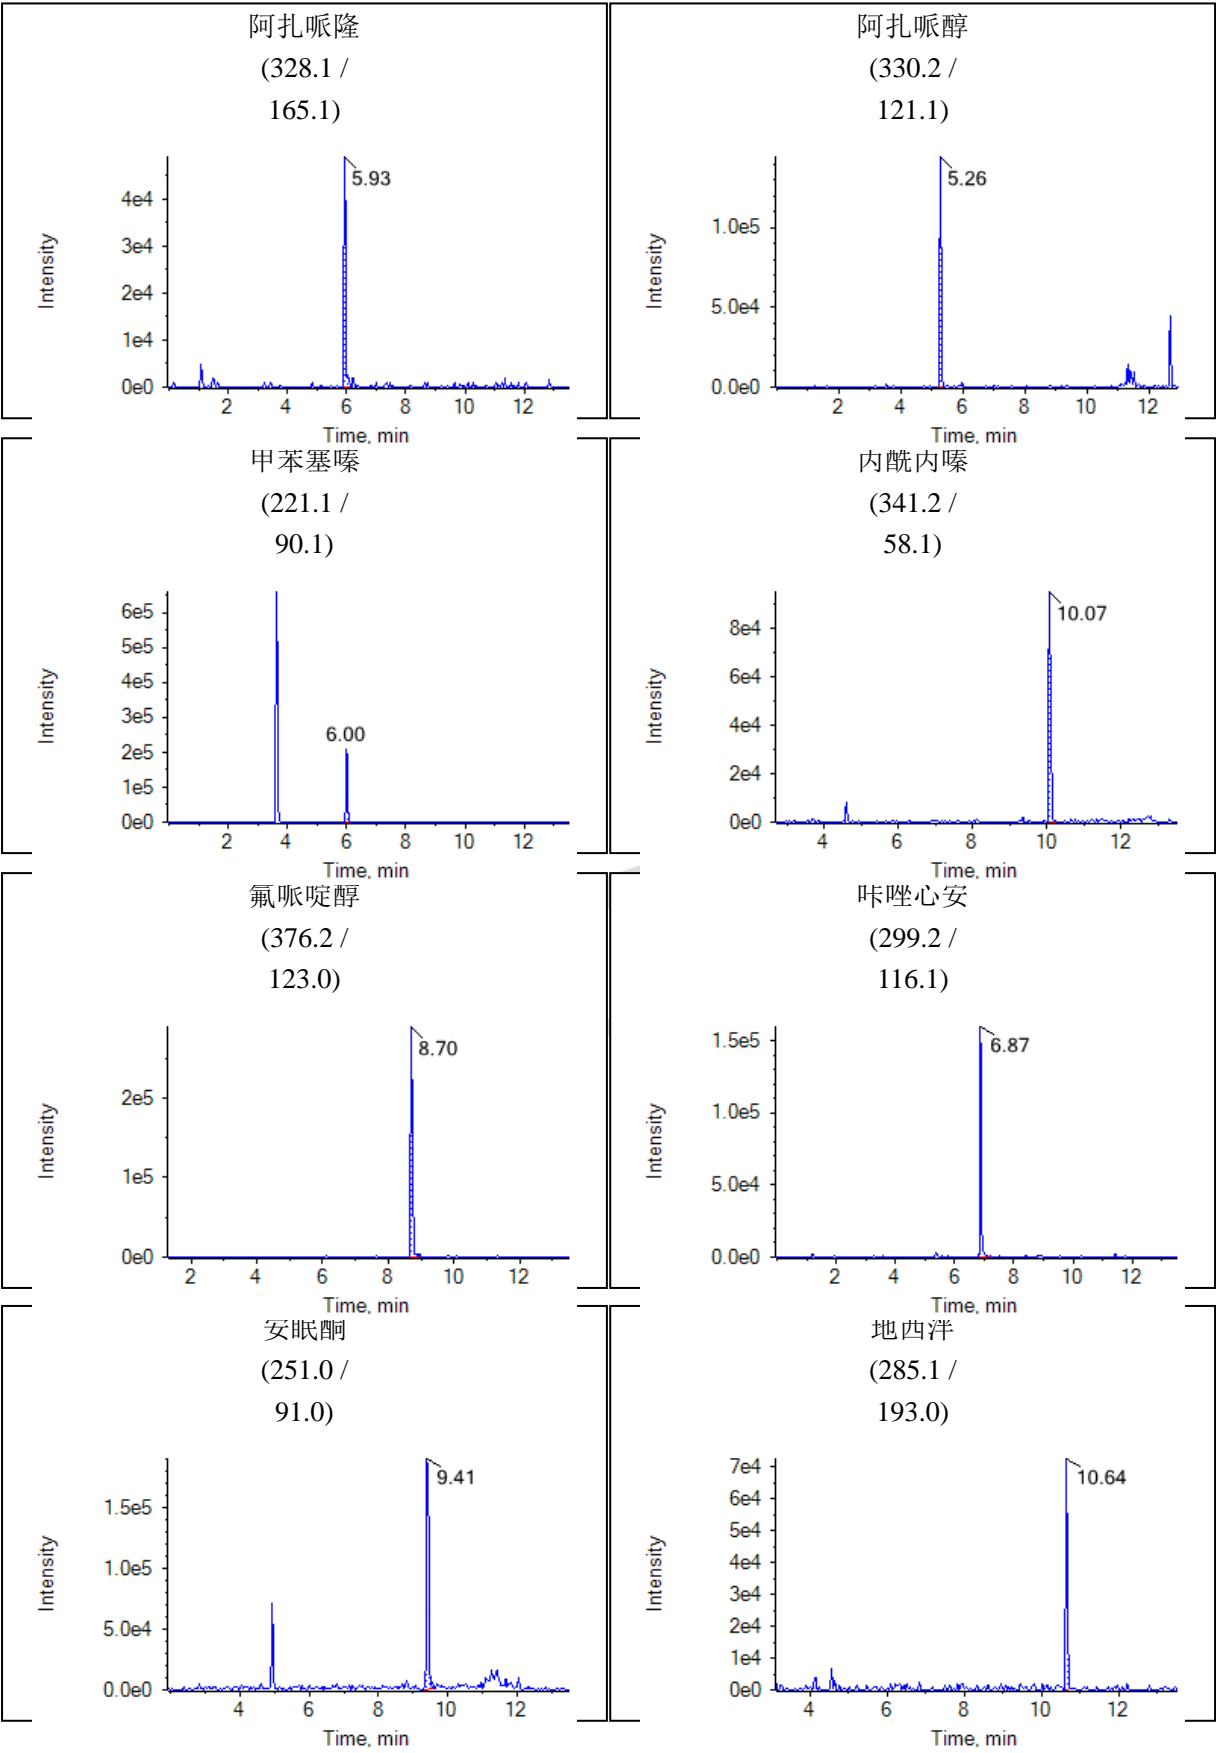 阿扎哌隆
(328.1 /
165.1)
5.93
4e4
3e4
2e4
1e4
0e0
Intensity
2 4 6 8 10 12
Time, min
阿扎哌醇
(330.2 /
121.1)
5.26
1.0e5
5.0e4
0.0e0
Intensity
2 4 6 8 10 12
Time, min
甲苯塞嗪
(221.1 /
90.1)
6e5
5e5
4e5
3e5
6.00
2e5
1e5
0e0
Intensity
2 4 6 8 10 12
Time, min
丙酰丙嗪
(341.2 /
58.1)
10.07
8e4
6e4
4e4
2e4
0e0
Intensity
4 6 8 10 12
Time, min
氟哌啶醇
(376.2 /
123.0)
8.70
2e5
1e5
0e0
Intensity
2 4 6 8 10 12
Time, min
咔唑心安
(299.2 /
116.1)
1.5e5
6.87
1.0e5
5.0e4
0.0e0
Intensity
2 4 6 8 10 12
Time, min
安眠酮
(251.0 /
91.0)
9.41
1.5e5
1.0e5
5.0e4
0.0e0
Intensity
4 6 8 10 12
Time, min
地西泮
(285.1 /
193.0)
7e4
10.64
6e4
5e4
4e4
3e4
2e4
1e4
0e0
Intensity
4 6 8 10 12
Time, min